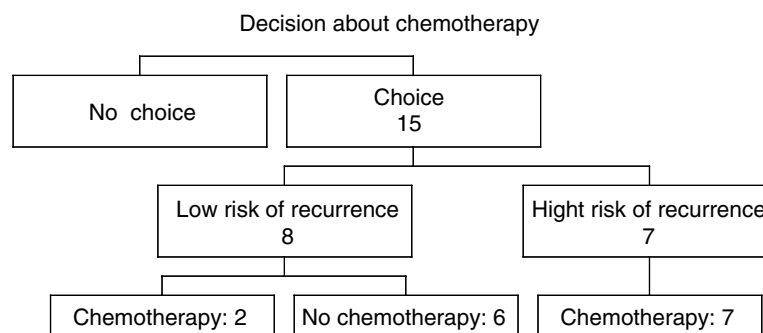 Decision about chemotherapy
No choice
Choice
15
Low risk of recurrence
8
Hight risk of recurrence
7
Chemotherapy: 2
No chemotherapy: 6
Chemotherapy: 7